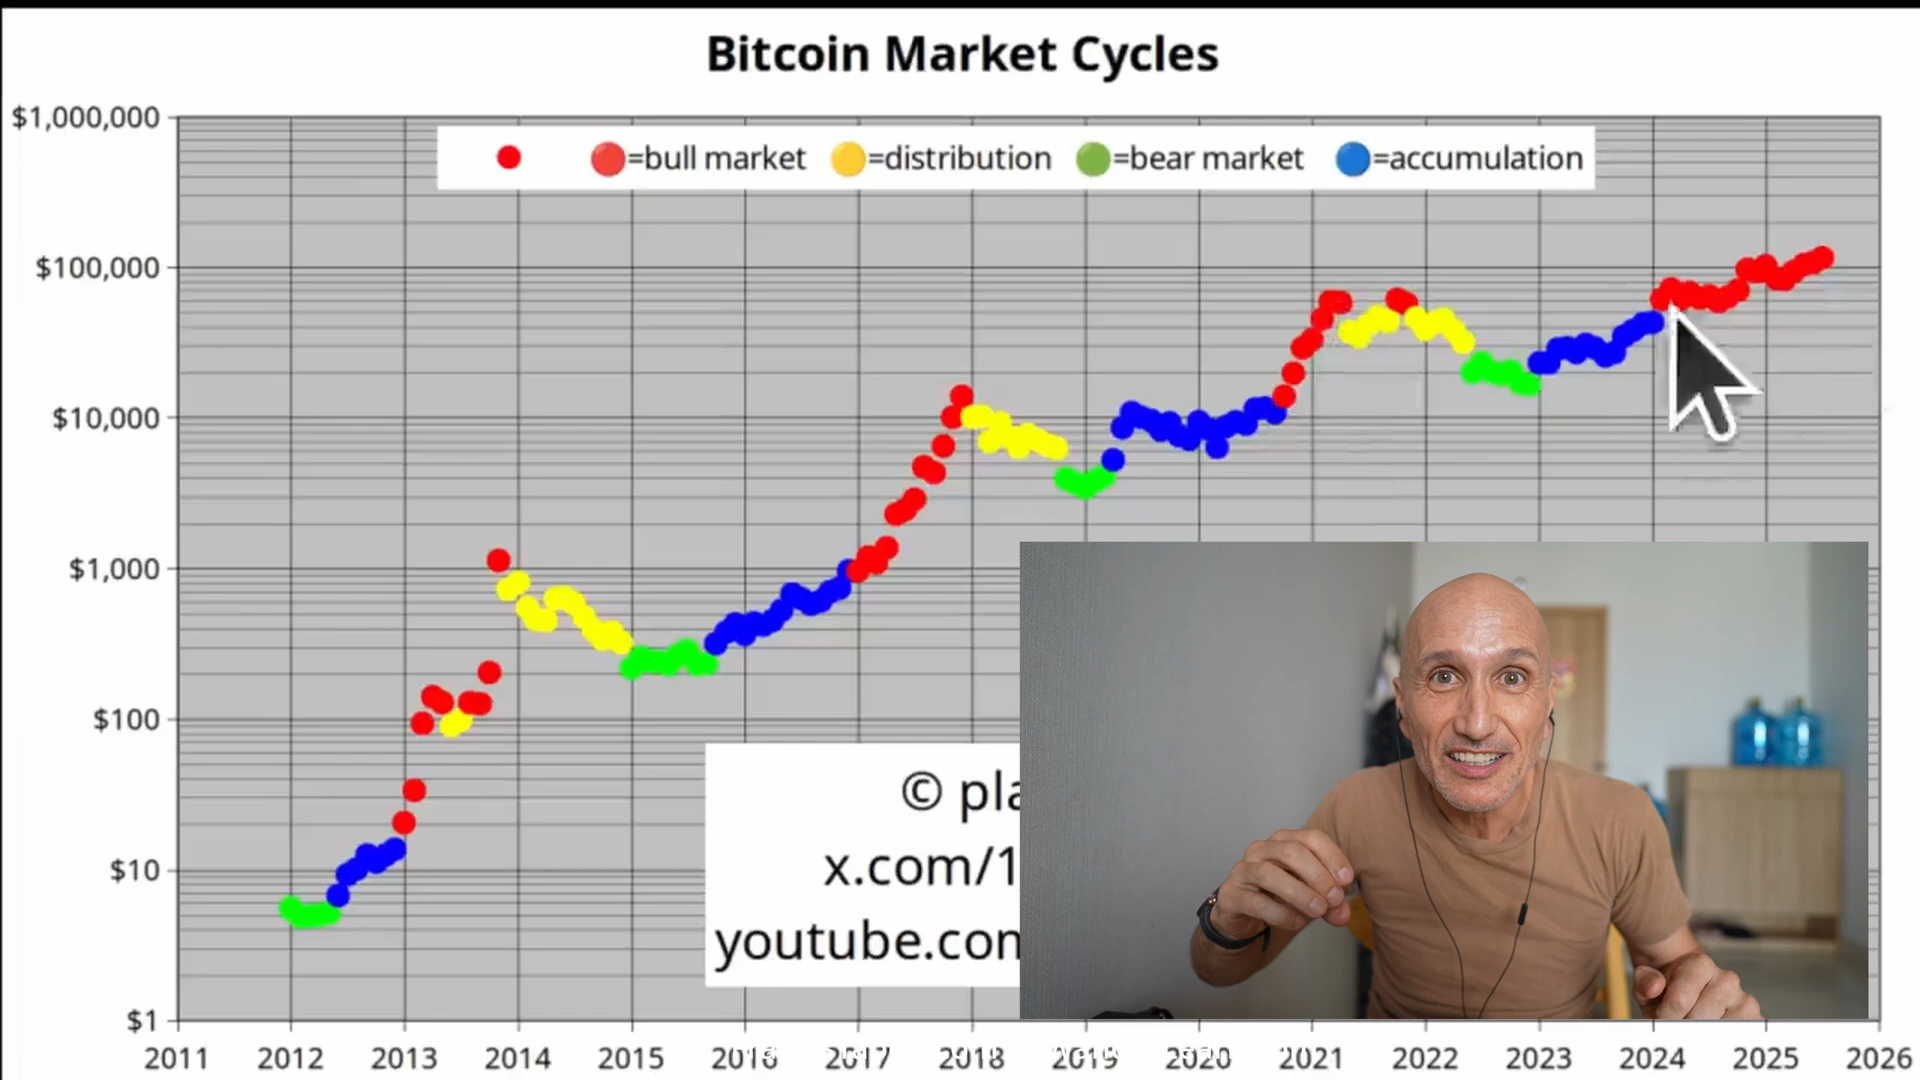 Bitcoin Market Cycles
$1,000,000
=bull market =distribution =bear market =accumulation
$100,000
$10,000
$1,000
$100
© pla
x.com/1
$10
youtube.com
$1
2011 2012 2013 2014 2015 2016 2017 2018 2019 2020 2021 2022 2023 2024 2025 2026